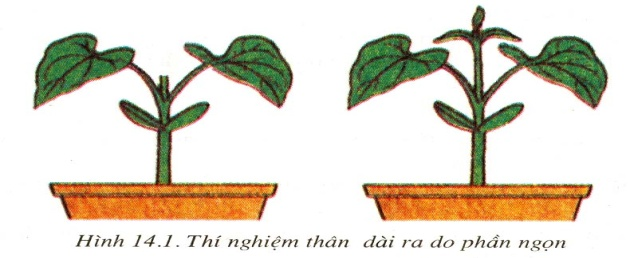 Hình 14.1. Thí nghiệm thân dài ra do phần ngọn